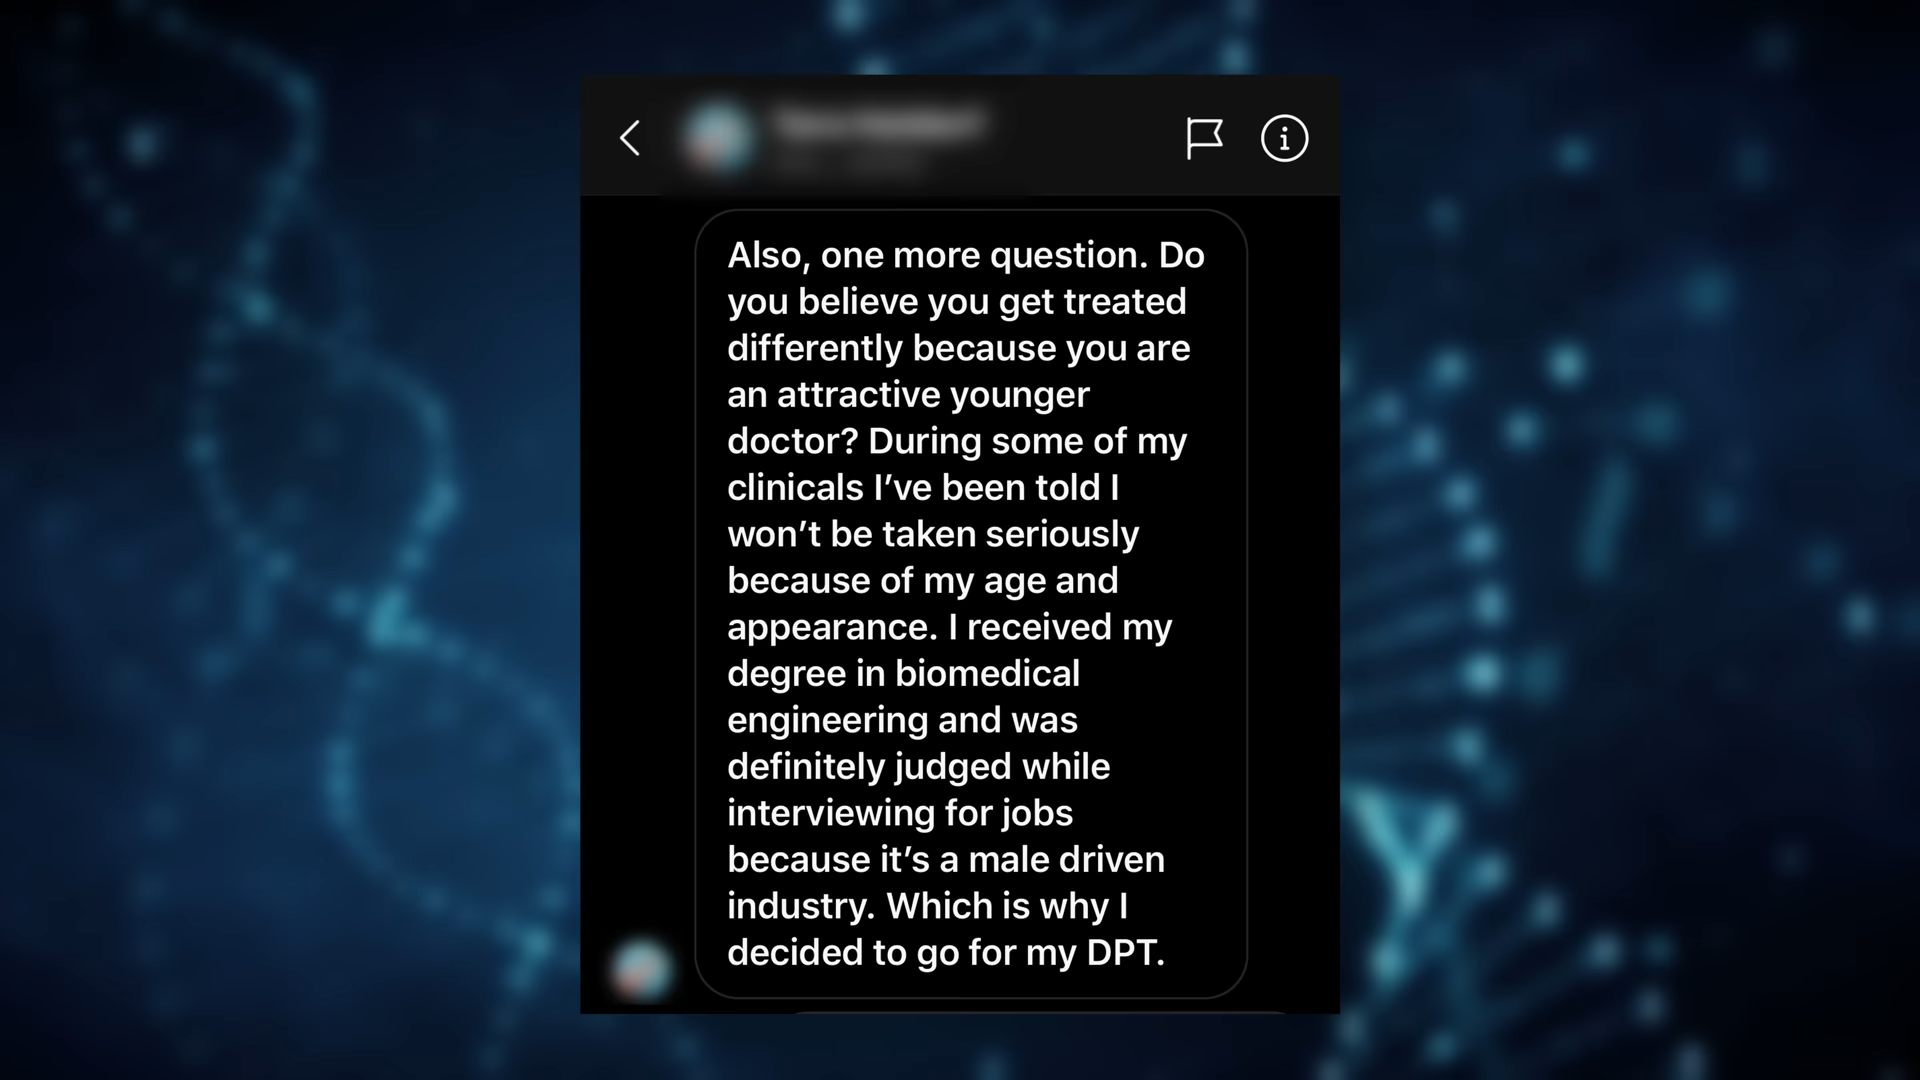 Also, one more question. Do
you believe you get treated
differently because you are
an attractive younger
doctor? During some of my
clinicals I’ve been told I
won’t be taken seriously
because of my age and
appearance. I received my
degree in biomedical
engineering and was
definitely judged while
interviewing for jobs
because it’s a male driven
industry. Which is why I
decided to go for my DPT.